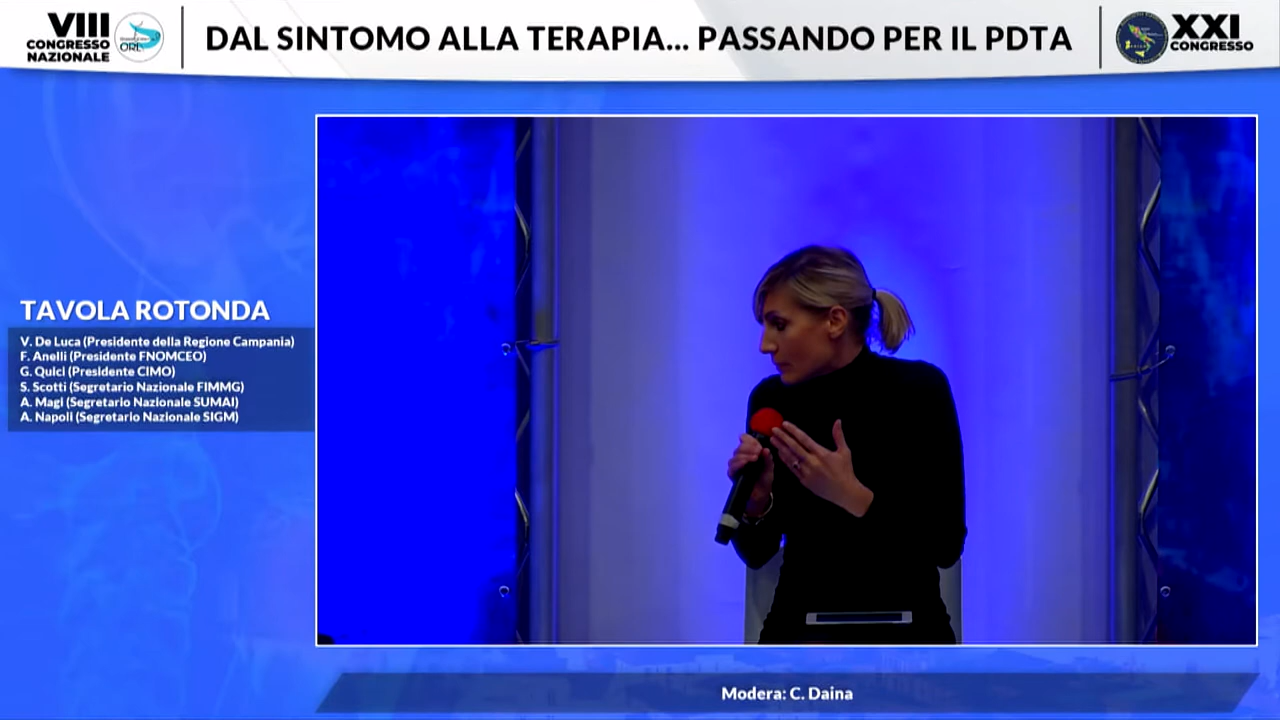 VIII
CONGRESSO
NAZIONALE
ORL
DAL SINTOMO ALLA TERAPIA... PASSANDO PER IL PDTA
XXI
CONGRESSO
TAVOLA ROTONDA
V. De Luca (Presidente della Regione Campania)
F. Anelli (Presidente FNOMCEO)
G. Quici (Presidente CIMO)
S. Scotti (Segretario Nazionale FIMMG)
A. Magi (Segretario Nazionale SUMAI)
A. Napoli (Segretario Nazionale SIGM)
Modera: C. Daina